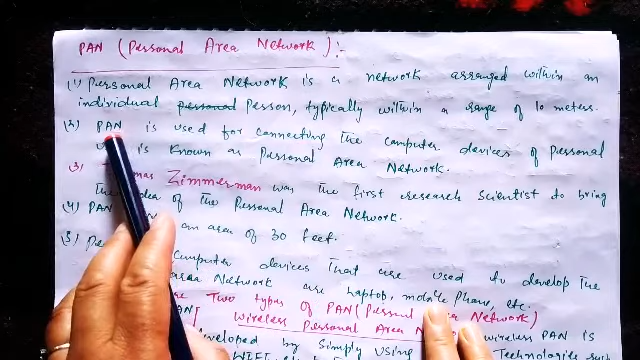 PAN (Personal Area Network) :-
(1) Personal Area Network is a network arranged within an
individual personal Person, typically within a range of 10 meters.
(2) PAN is used for connecting the computer devices of personal
is known as Personal Area Network.
3) Zimmerman was the first research scientist to bring
The idea of the Personal Area Network.
(4) PAN an area of 30 feet.
5) computer devices that are used to develop the
area Network are laptop, mobile phone, etc.
Two types of PAN (Personal Area Network)
Wireless Personal Area wireless PAN is
developed by simply using Technologies such